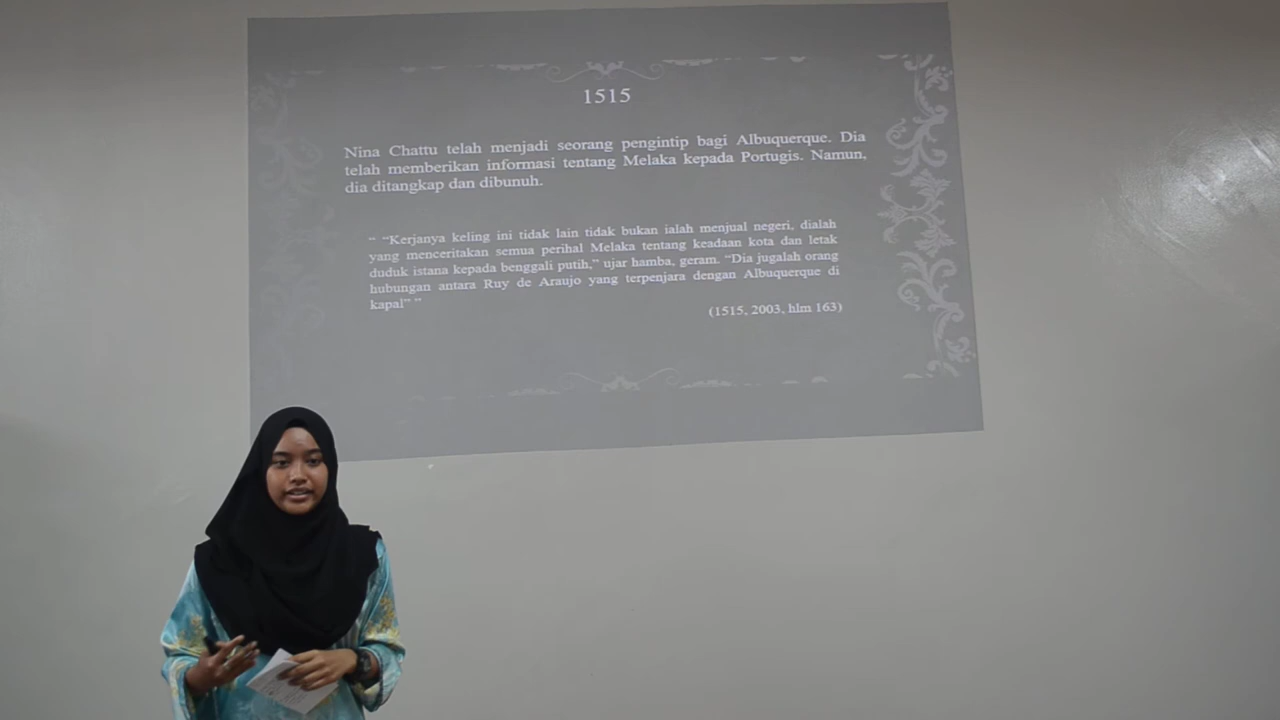 1515
Nina Chattu telah menjadi seorang pengintip bagi Albuquerque. Dia
telah memberikan informasi tentang Melaka kepada Portugis. Namun,
dia ditangkap dan dibunuh.
“ “Kerjanya keling ini tidak lain tidak bukan ialah menjual negeri, dialah
yang menceritakan semua perihal Melaka tentang keadaan kota dan letak
duduk istana kepada benggali putih,” ujar hamba, geram. “Dia jugalah orang
hubungan antara Ruy de Araujo yang terpenjara dengan Albuquerque di
kapal” ”
(1515, 2003, hlm 163)